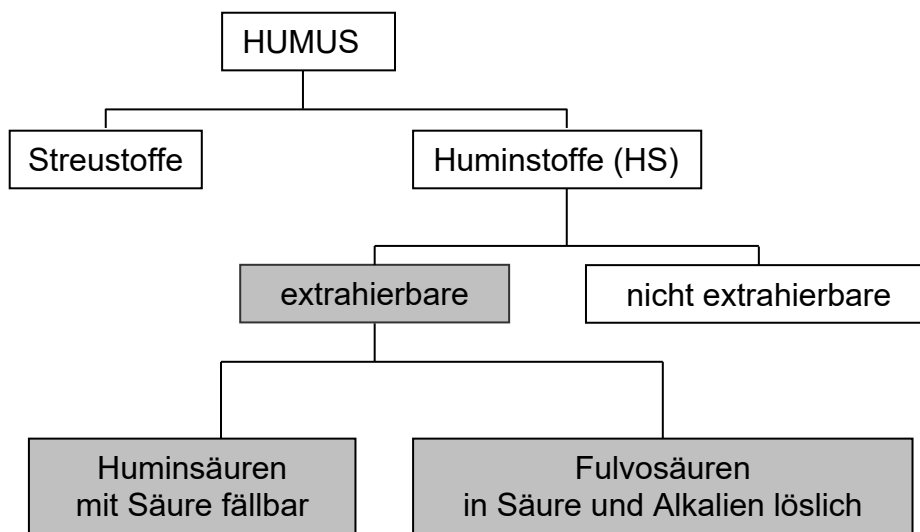 HUMUS
Streustoffe
Huminstoffe (HS)
extrahierbare
nicht extrahierbare
Huminsäuren
mit Säure fällbar
Fulvosäuren
in Säure und Alkalien löslich